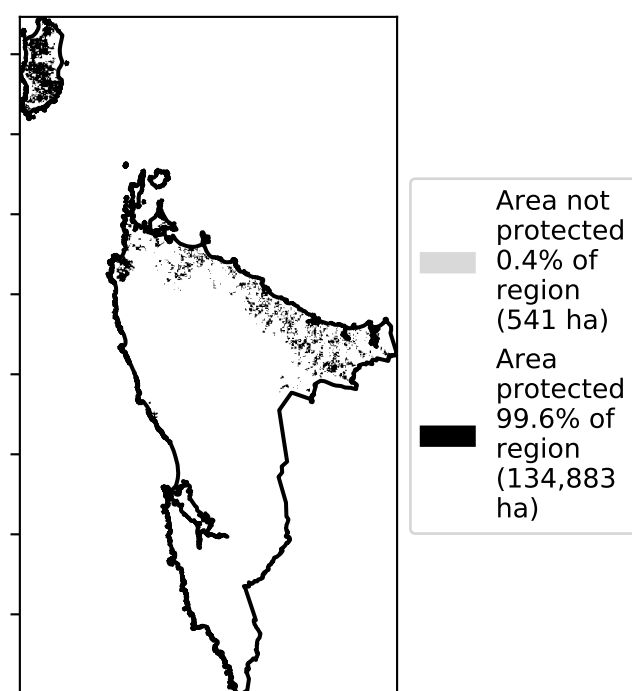 Area not
protected
0.4% of
region
(541 ha)
Area
protected
99.6% of
region
(134,883
ha)